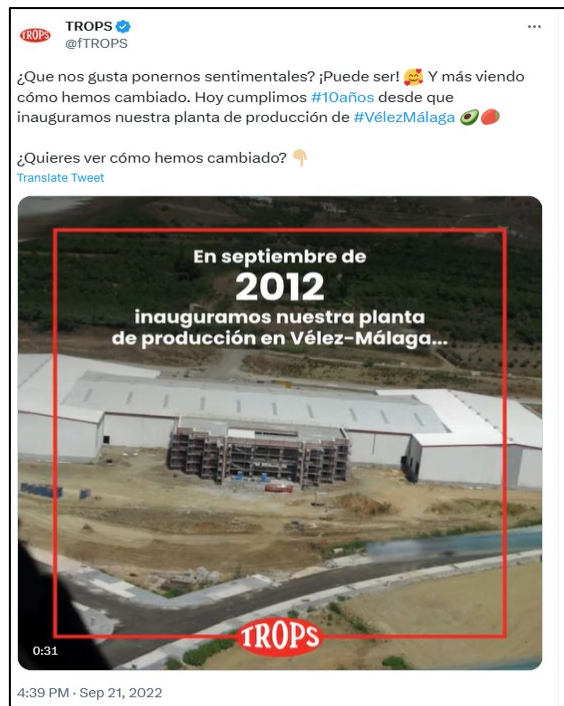 TROPS
TROPS
@fTROPS
¿Que nos gusta ponernos sentimentales? ¡Puede ser! 🥰 Y más viendo
cómo hemos cambiado. Hoy cumplimos #10años desde que
inauguramos nuestra planta de producción de #VélezMálaga 🥑🥭
¿Quieres ver cómo hemos cambiado? 👇🏼
Translate Tweet
En septiembre de
2012
inauguramos nuestra planta
de producción en Vélez-Málaga...
TROPS
0:31
4:39 PM · Sep 21, 2022